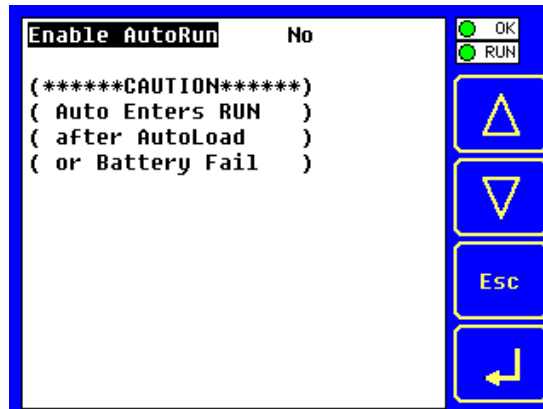 Enable AutoRun No
(******CAUTION******)
( Auto Enters RUN )
( after AutoLoad )
( or Battery Fail )
OK
RUN
Esc